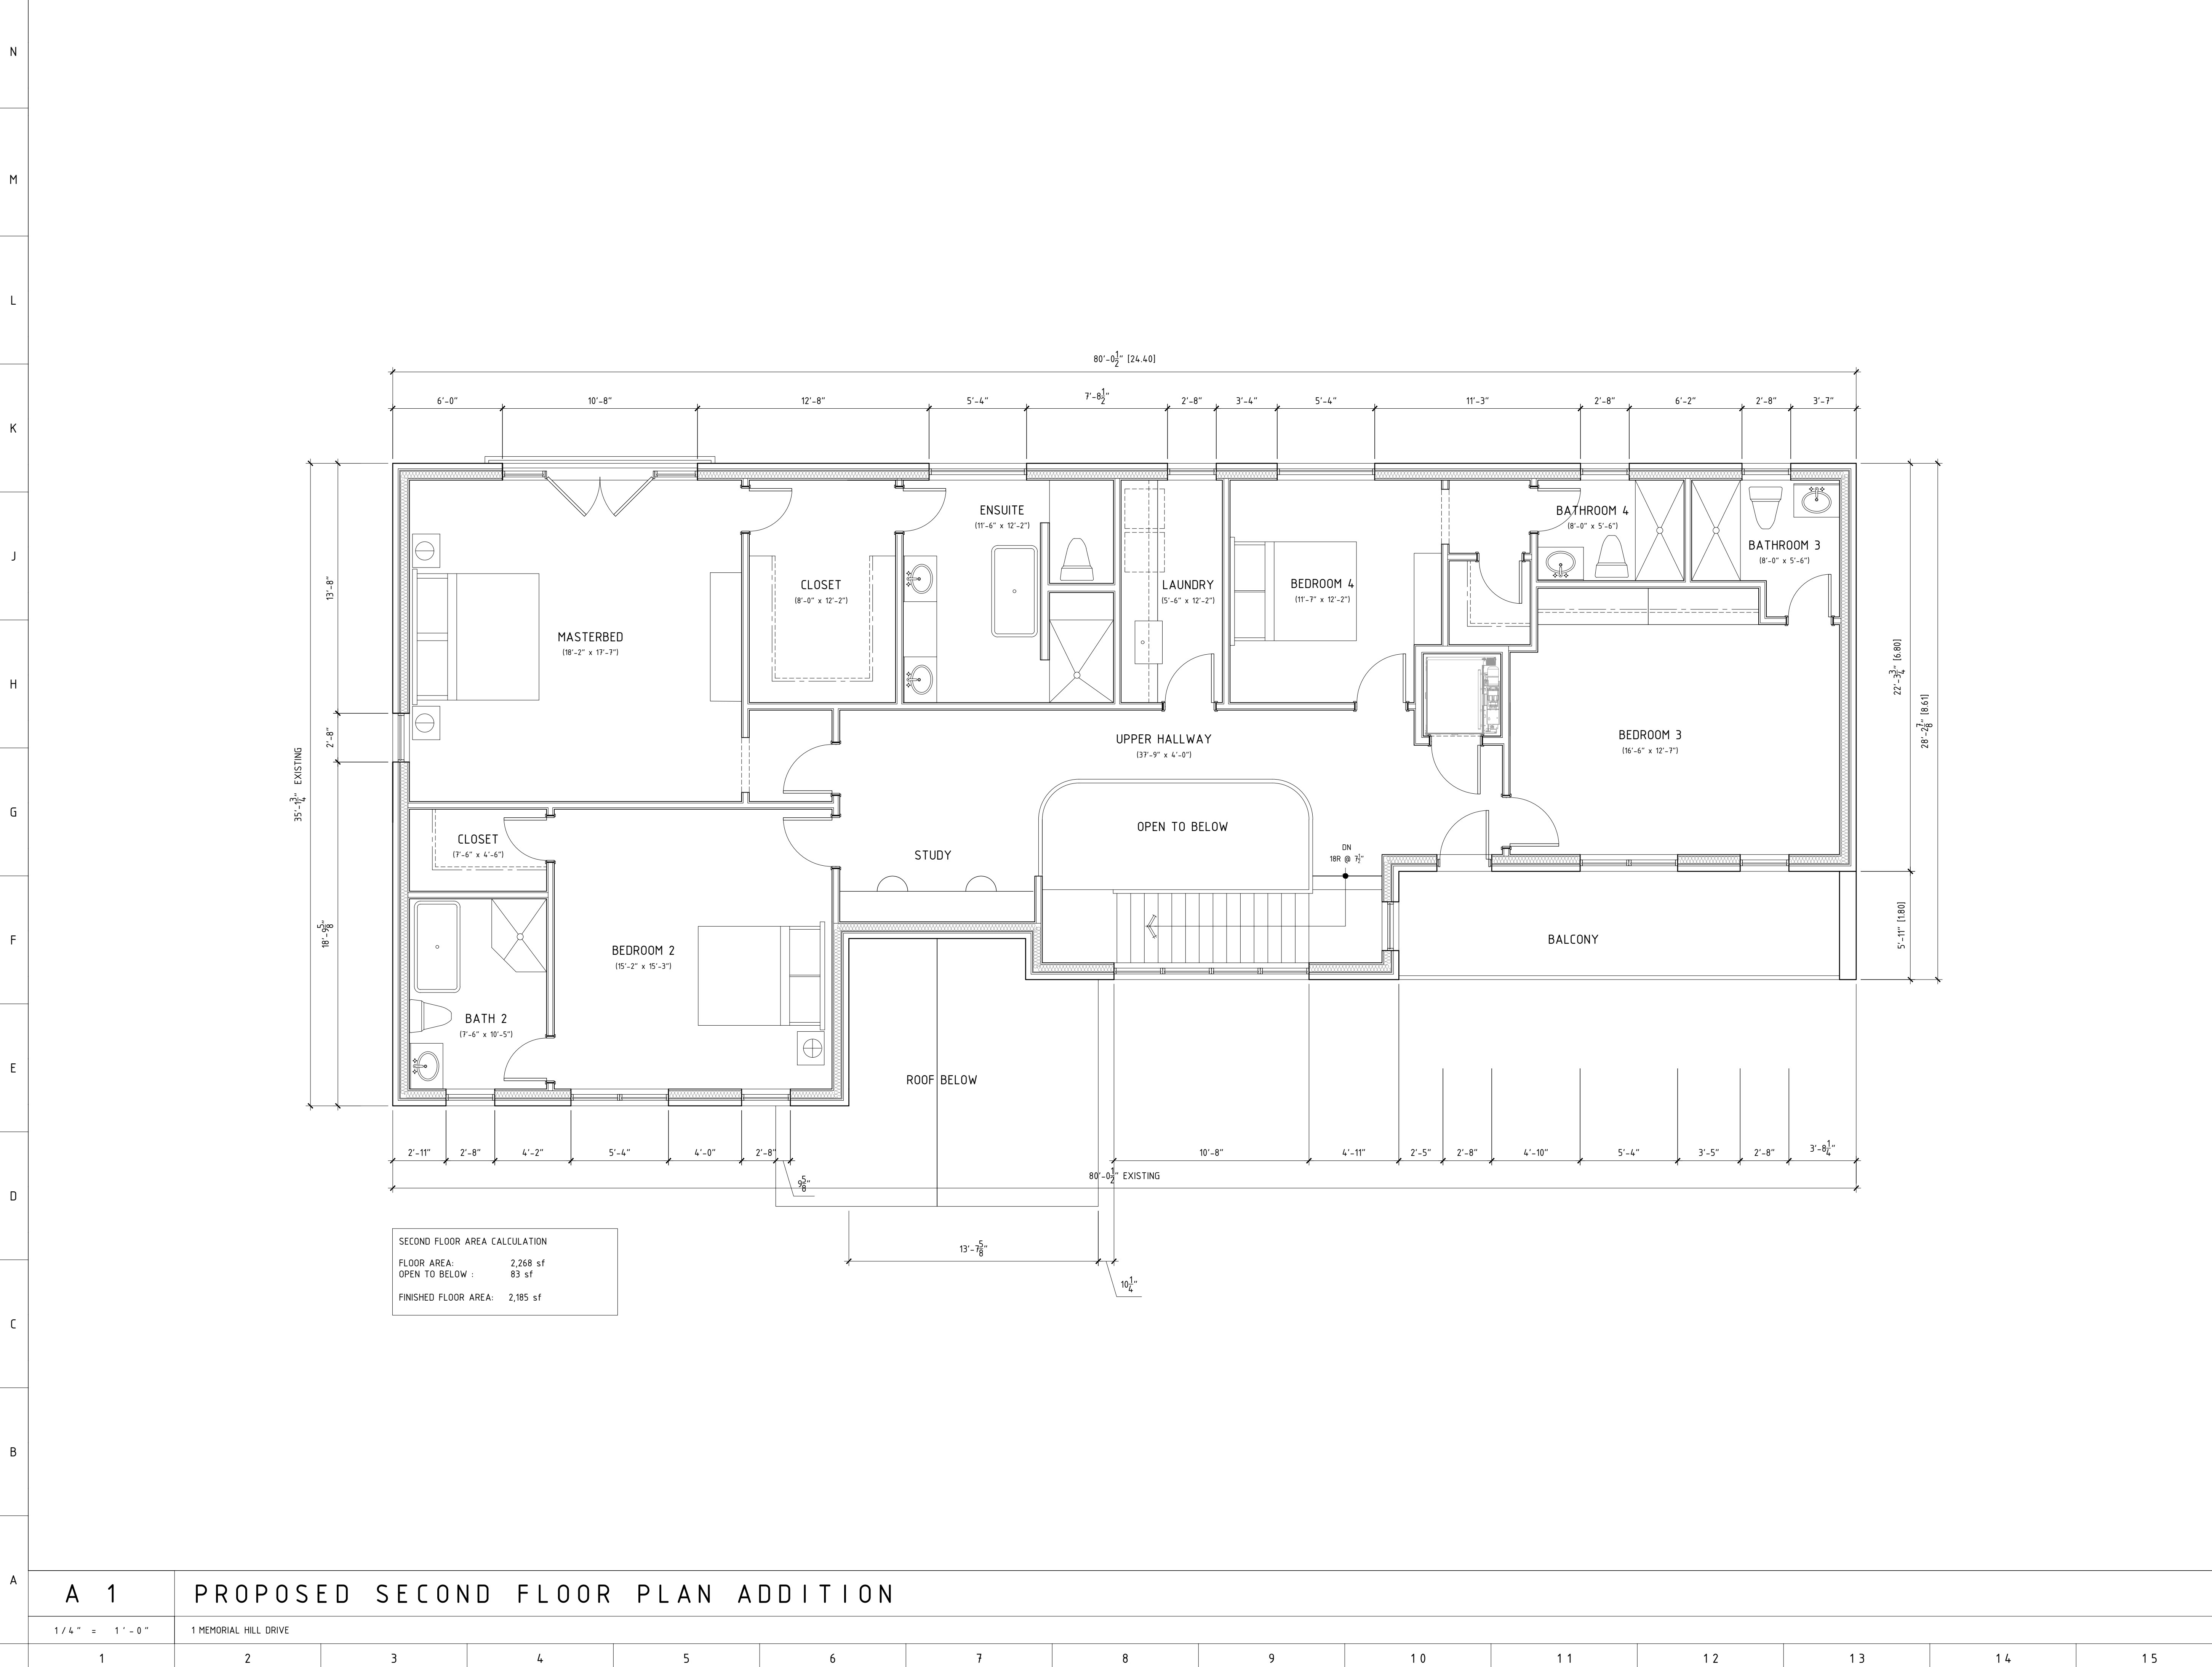 80'-0 1/2" [24.40]
6'-0" 10'-8" 12'-8" 5'-4" 7'-8 1/2" 2'-8" 3'-4" 5'-4" 11'-3" 2'-8" 6'-2" 2'-8" 3'-7"
35'-1 3/4" EXISTING
13'-8"
2'-8"
18'-9 5/8"
22'-3 3/4" [6.80]
28'-2 7/8" [8.61]
5'-11" [1.80]
MASTERBED
(18'-2" x 17'-7")
CLOSET
(8'-0" x 12'-2")
ENSUITE
(11'-6" x 12'-2")
LAUNDRY
(5'-6" x 12'-2")
BEDROOM 4
(11'-7" x 12'-2")
BATHROOM 4
(8'-0" x 5'-6")
BATHROOM 3
(8'-0" x 5'-6")
UPPER HALLWAY
(37'-9" x 4'-0")
BEDROOM 3
(16'-6" x 12'-7")
OPEN TO BELOW
CLOSET
(7'-6" x 4'-6")
STUDY
DN
18R @ 7 1/2"
BALCONY
BEDROOM 2
(15'-2" x 15'-3")
BATH 2
(7'-6" x 10'-5")
ROOF BELOW
2'-11" 2'-8" 4'-2" 5'-4" 4'-0" 2'-8" 10'-8" 4'-11" 2'-5" 2'-8" 4'-10" 5'-4" 3'-5" 2'-8" 3'-8 1/4"
9 5/8"
80'-0 1/2" EXISTING
13'-7 5/8"
10 1/4"
SECOND FLOOR AREA CALCULATION
FLOOR AREA: 2,268 sf
OPEN TO BELOW : 83 sf
FINISHED FLOOR AREA: 2,185 sf
N
M
L
K
J
H
G
F
E
D
C
B
A
A 1 PROPOSED SECOND FLOOR PLAN ADDITION
1/4" = 1'-0" 1 MEMORIAL HILL DRIVE
1 2 3 4 5 6 7 8 9 10 11 12 13 14 15